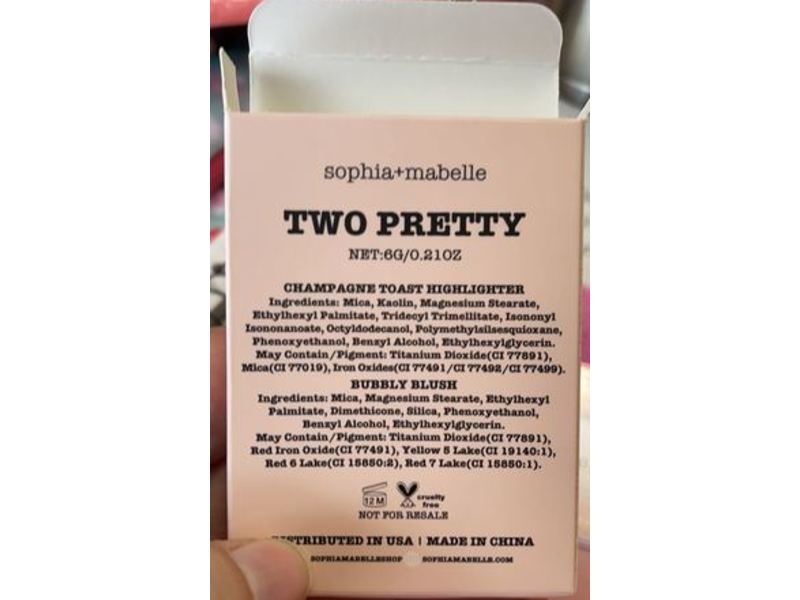 sophia+mabelle
TWO PRETTY
NET:6G/0.21OZ
CHAMPAGNE TOAST HIGHLIGHTER
Ingredients: Mica, Kaolin, Magnesium Stearate,
Ethylhexyl Palmitate, Tridecyl Trimellitate, Isononyl
Isononanoate, Octyldodecanol, Polymethylsilsesquioxane,
Phenoxyethanol, Benzyl Alcohol, Ethylhexylglycerin.
May Contain/Pigment: Titanium Dioxide(CI 77891),
Mica(CI 77019), Iron Oxides(CI 77491/CI 77492/CI 77499).
BUBBLY BLUSH
Ingredients: Mica, Magnesium Stearate, Ethylhexyl
Palmitate, Dimethicone, Silica, Phenoxyethanol,
Benzyl Alcohol, Ethylhexylglycerin.
May Contain/Pigment: Titanium Dioxide(CI 77891),
Red Iron Oxide(CI 77491), Yellow 5 Lake(CI 19140:1),
Red 6 Lake(CI 15850:2), Red 7 Lake(CI 15850:1).
12 M
cruelty
free
NOT FOR RESALE
DISTRIBUTED IN USA | MADE IN CHINA
SOPHIAMABELLESHOP SOPHIAMABELLE.COM